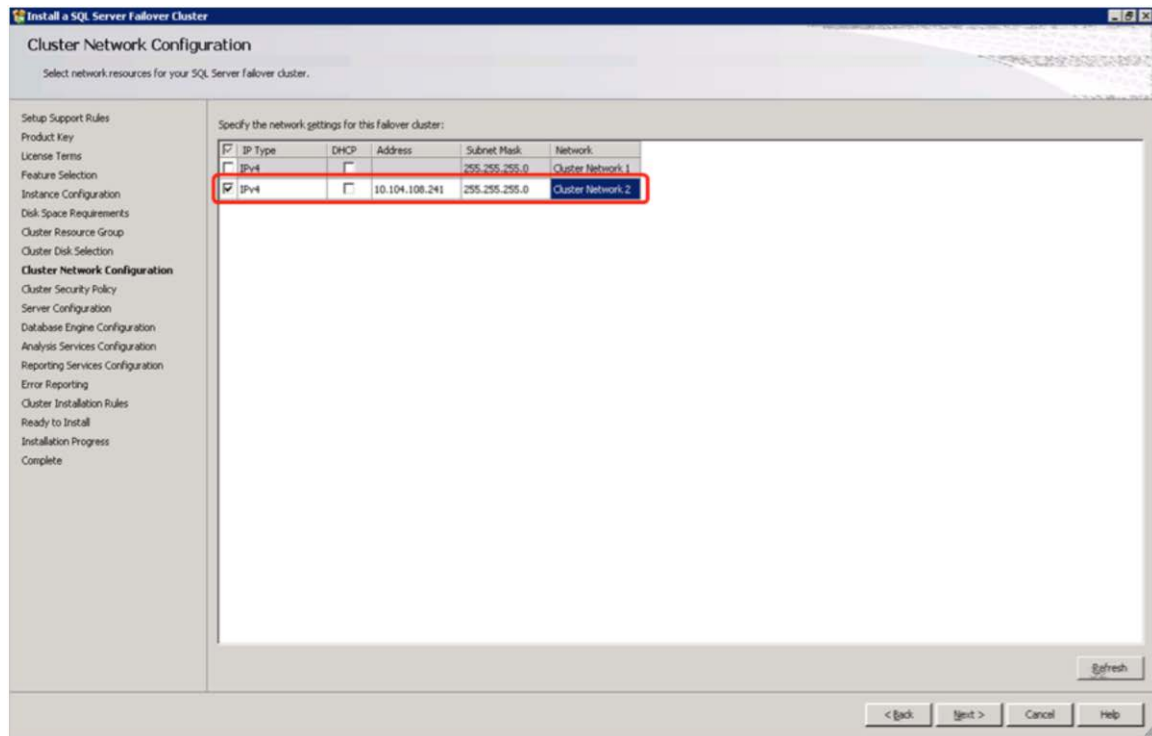 Install a SQL Server Failover Cluster
Cluster Network Configuration
Select network resources for your SQL Server failover cluster.
Setup Support Rules
Product Key
License Terms
Feature Selection
Instance Configuration
Disk Space Requirements
Cluster Resource Group
Cluster Disk Selection
Cluster Network Configuration
Cluster Security Policy
Server Configuration
Database Engine Configuration
Analysis Services Configuration
Reporting Services Configuration
Error Reporting
Cluster Installation Rules
Ready to Install
Installation Progress
Complete
Specify the network settings for this failover cluster:
IP Type DHCP Address Subnet Mask Network
IPv4 255.255.255.0 Cluster Network 1
IPv4 10.104.108.241 255.255.255.0 Cluster Network 2
Refresh
< Back Next > Cancel Help